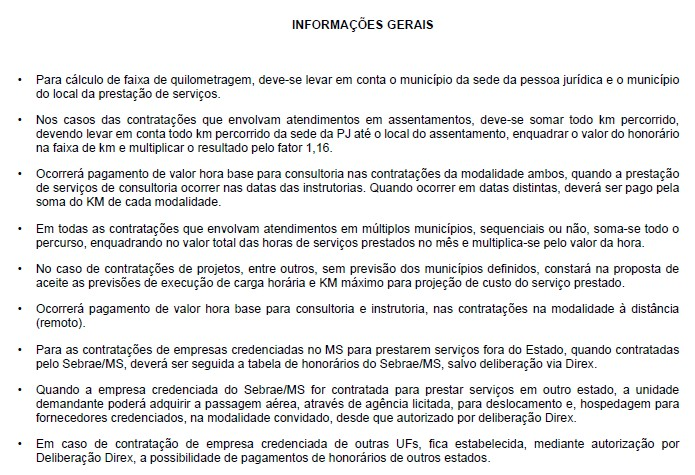 INFORMAÇÕES GERAIS
• Para cálculo de faixa de quilometragem, deve-se levar em conta o município da sede da pessoa jurídica e o município
do local da prestação de serviços.
• Nos casos das contratações que envolvam atendimentos em assentamentos, deve-se somar todo km percorrido,
devendo levar em conta todo km percorrido da sede da PJ até o local do assentamento, enquadrar o valor do honorário
na faixa de km e multiplicar o resultado pelo fator 1,16.
• Ocorrerá pagamento de valor hora base para consultoria nas contratações da modalidade ambos, quando a prestação
de serviços de consultoria ocorrer nas datas das instrutorias. Quando ocorrer em datas distintas, deverá ser pago pela
soma do KM de cada modalidade.
• Em todas as contratações que envolvam atendimentos em múltiplos municípios, sequenciais ou não, soma-se todo o
percurso, enquadrando no valor total das horas de serviços prestados no mês e multiplica-se pelo valor da hora.
• No caso de contratações de projetos, entre outros, sem previsão dos municípios definidos, constará na proposta de
aceite as previsões de execução de carga horária e KM máximo para projeção de custo do serviço prestado.
• Ocorrerá pagamento de valor hora base para consultoria e instrutoria, nas contratações na modalidade à distância
(remoto).
• Para as contratações de empresas credenciadas no MS para prestarem serviços fora do Estado, quando contratadas
pelo Sebrae/MS, deverá ser seguida a tabela de honorários do Sebrae/MS, salvo deliberação via Direx.
• Quando a empresa credenciada do Sebrae/MS for contratada para prestar serviços em outro estado, a unidade
demandante poderá adquirir a passagem aérea, através de agência licitada, para deslocamento e, hospedagem para
fornecedores credenciados, na modalidade convidado, desde que autorizado por deliberação Direx.
• Em caso de contratação de empresa credenciada de outras UFs, fica estabelecida, mediante autorização por
Deliberação Direx, a possibilidade de pagamentos de honorários de outros estados.